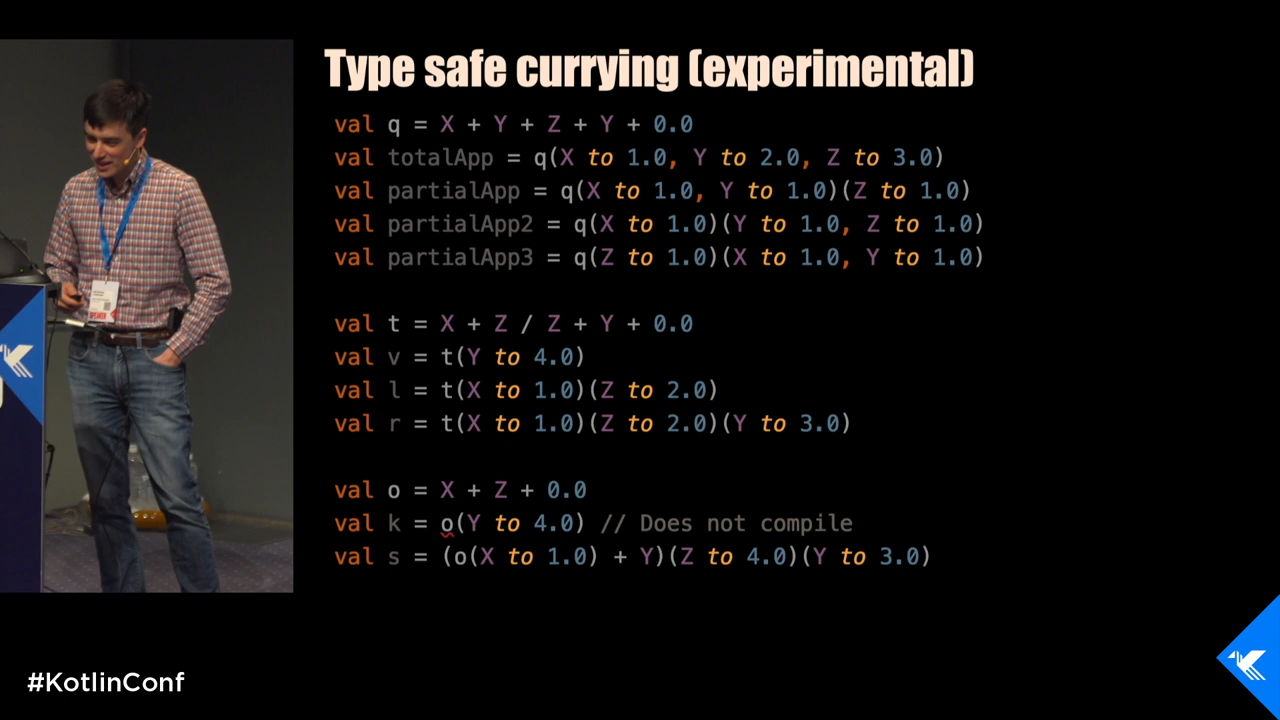 Type safe currying (experimental)
val q = X + Y + Z + Y + 0.0
val totalApp = q(X to 1.0, Y to 2.0, Z to 3.0)
val partialApp = q(X to 1.0, Y to 1.0)(Z to 1.0)
val partialApp2 = q(X to 1.0)(Y to 1.0, Z to 1.0)
val partialApp3 = q(Z to 1.0)(X to 1.0, Y to 1.0)
val t = X + Z / Z + Y + 0.0
val v = t(Y to 4.0)
val l = t(X to 1.0)(Z to 2.0)
val r = t(X to 1.0)(Z to 2.0)(Y to 3.0)
val o = X + Z + 0.0
val k = o(Y to 4.0) // Does not compile
val s = (o(X to 1.0) + Y)(Z to 4.0)(Y to 3.0)
#KotlinConf